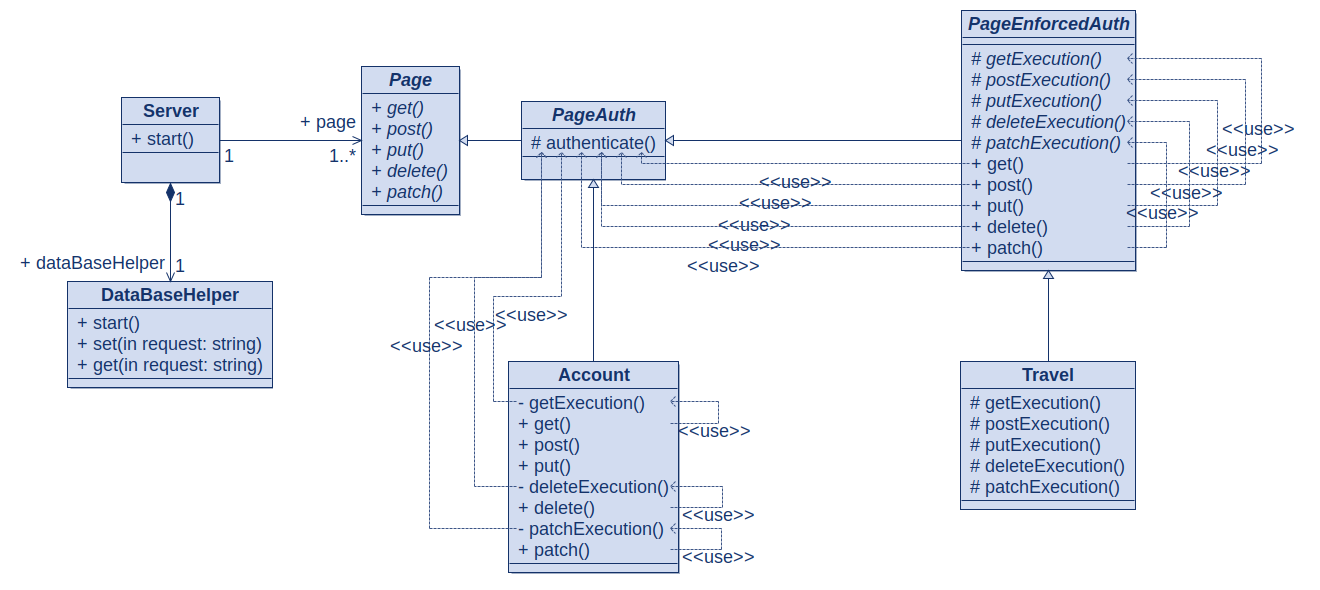 Server
+ start()
1
+ page
1..*
1
+ dataBaseHelper
1
DataBaseHelper
+ start()
+ set(in request: string)
+ get(in request: string)
Page
+ get()
+ post()
+ put()
+ delete()
+ patch()
PageAuth
# authenticate()
<<use>>
<<use>>
<<use>>
<<use>>
<<use>>
PageEnforcedAuth
# getExecution()
# postExecution()
# putExecution()
# deleteExecution()
# patchExecution()
+ get()
+ post()
+ put()
+ delete()
+ patch()
<<use>>
<<use>>
<<use>>
<<use>>
<<use>>
<<use>>
<<use>>
<<use>>
Account
- getExecution()
+ get()
+ post()
+ put()
- deleteExecution()
+ delete()
- patchExecution()
+ patch()
<<use>>
<<use>>
<<use>>
Travel
# getExecution()
# postExecution()
# putExecution()
# deleteExecution()
# patchExecution()